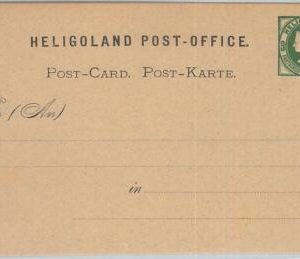 HELIGOLAND POST-OFFICE.
POST-CARD. POST-KARTE.
(An)
in